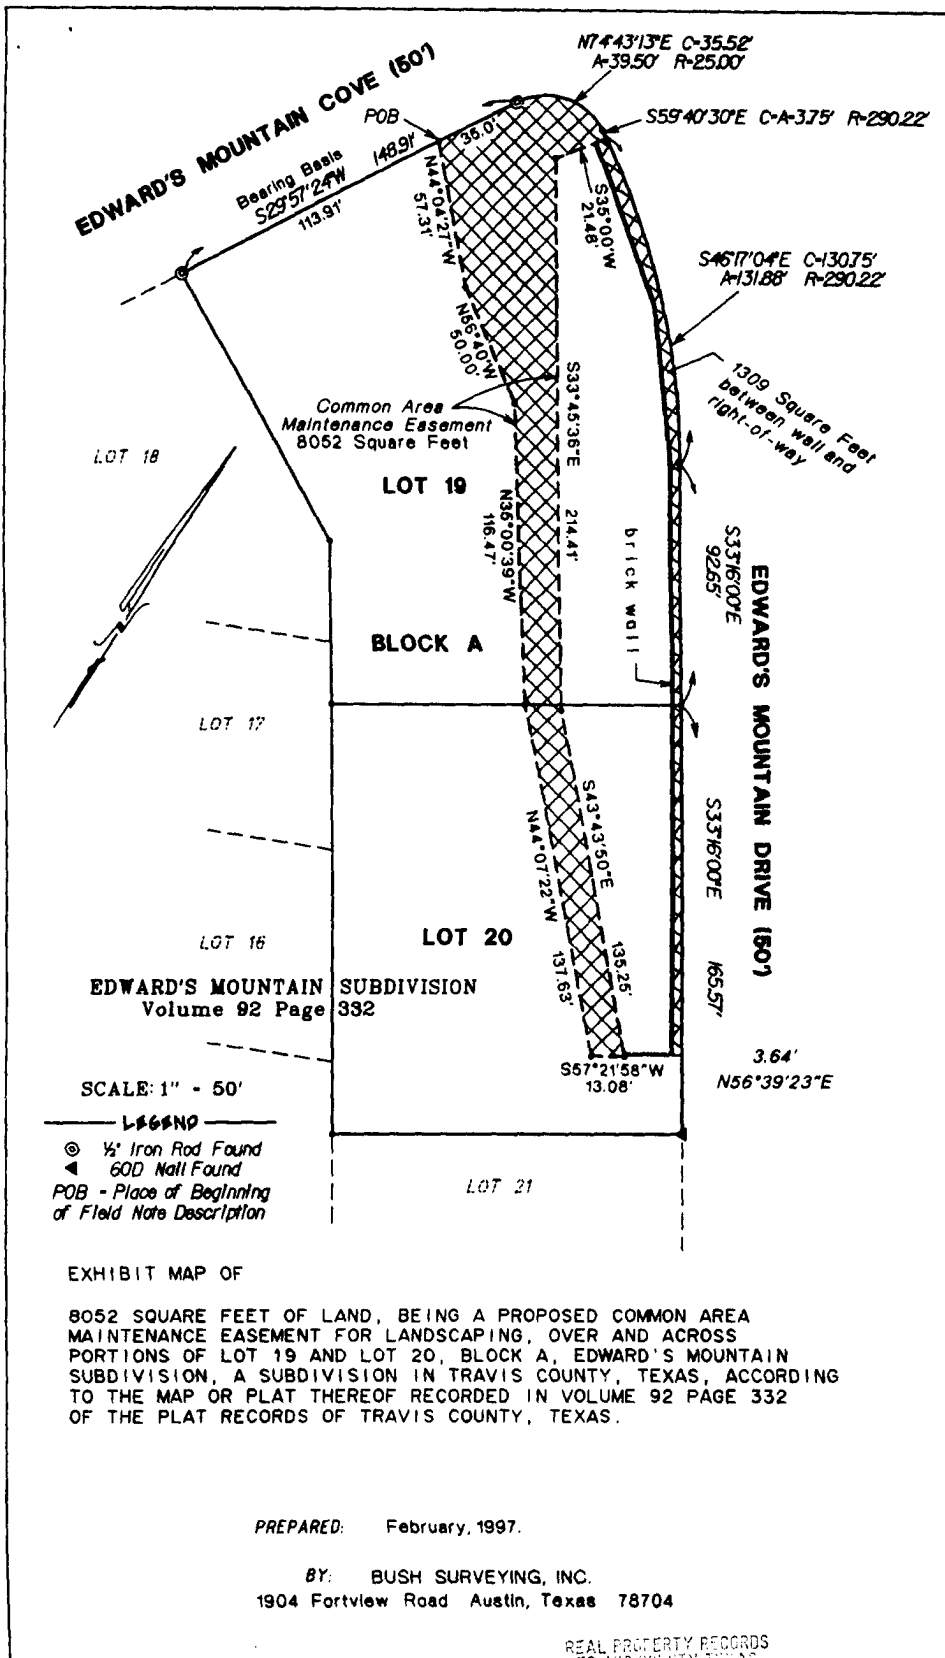 N74°43'13"E C=35.52'
A=39.50' R=25.00'
EDWARD'S MOUNTAIN COVE (50')
POB
35.0'
S59°40'30"E C=A=3.75' R=290.22'
148.91'
Bearing Basis
S29°57'24"W
113.91'
N44°04'27"W
57.31'
S35°00'W
21.48'
S46°17'04"E C=130.75'
A=131.88' R=290.22'
N56°40'W
50.00'
1309 Square Feet
between wall and
right-of-way
Common Area
Maintenance Easement
8052 Square Feet
S33°45'36"E
214.41'
LOT 18
LOT 19
N36°00'39"W
116.47'
brick wall
S33°16'00"E
92.65'
EDWARD'S MOUNTAIN DRIVE (50')
BLOCK A
LOT 17
S43°43'50"E
135.25'
N44°07'22"W
137.63'
S33°16'00"E
165.57'
LOT 20
LOT 16
EDWARD'S MOUNTAIN SUBDIVISION
Volume 92 Page 332
3.64'
N56°39'23"E
S57°21'58"W
13.08'
SCALE: 1" - 50'
LEGEND
½" Iron Rod Found
60D Nail Found
POB - Place of Beginning
of Field Note Description
LOT 21
EXHIBIT MAP OF
8052 SQUARE FEET OF LAND, BEING A PROPOSED COMMON AREA
MAINTENANCE EASEMENT FOR LANDSCAPING, OVER AND ACROSS
PORTIONS OF LOT 19 AND LOT 20, BLOCK A, EDWARD'S MOUNTAIN
SUBDIVISION, A SUBDIVISION IN TRAVIS COUNTY, TEXAS, ACCORDING
TO THE MAP OR PLAT THEREOF RECORDED IN VOLUME 92 PAGE 332
OF THE PLAT RECORDS OF TRAVIS COUNTY, TEXAS.
PREPARED: February, 1997.
BY: BUSH SURVEYING, INC.
1904 Fortview Road Austin, Texas 78704
REAL PROPERTY RECORDS